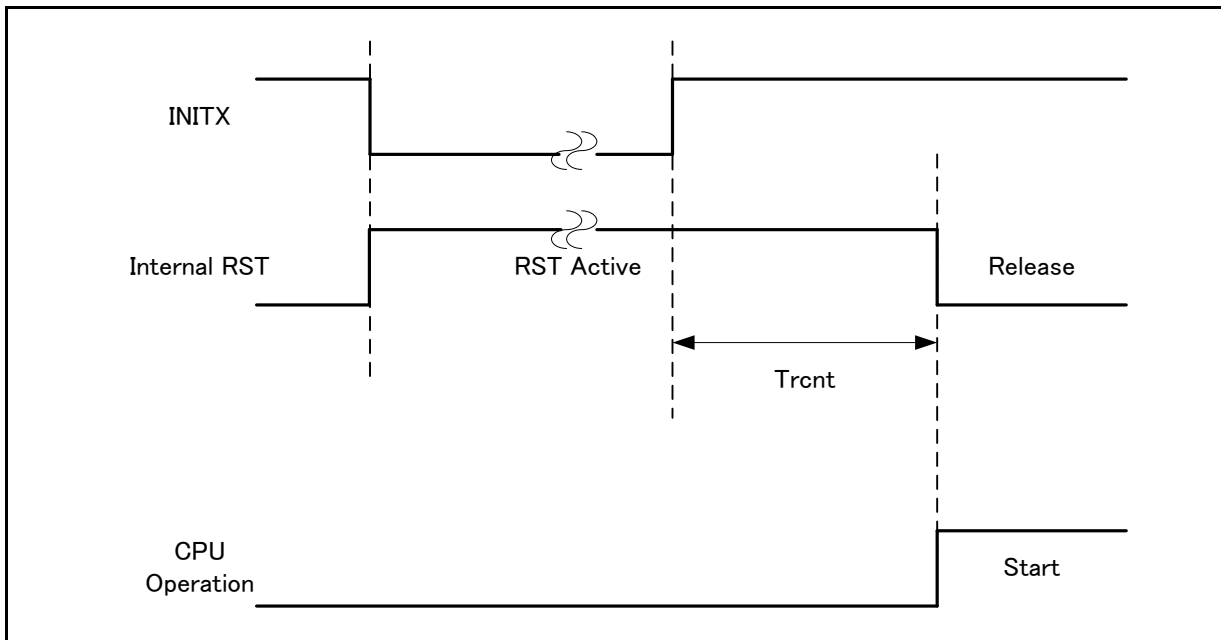 INITX
Internal RST
RST Active
Release
Trcnt
CPU
Operation
Start